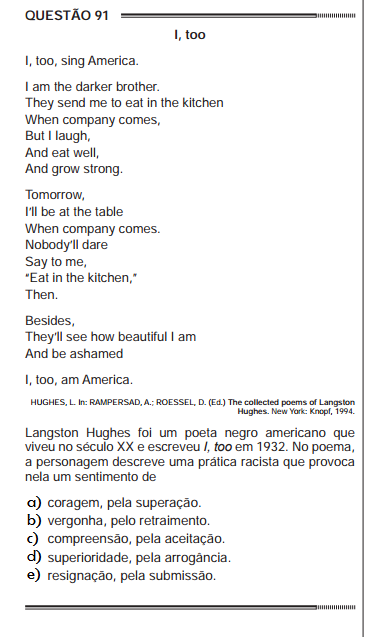 QUESTÃO 91
I, too
I, too, sing America.
I am the darker brother.
They send me to eat in the kitchen
When company comes,
But I laugh,
And eat well,
And grow strong.
Tomorrow,
I'll be at the table
When company comes.
Nobody'll dare
Say to me,
“Eat in the kitchen,”
Then.
Besides,
They'll see how beautiful I am
And be ashamed
I, too, am America.
HUGHES, L. In: RAMPERSAD, A.; ROESSEL, D. (Ed.) The collected poems of Langston
Hughes. New York: Knopf, 1994.
Langston Hughes foi um poeta negro americano que
viveu no século XX e escreveu I, too em 1932. No poema,
a personagem descreve uma prática racista que provoca
nela um sentimento de
a) coragem, pela superação.
b) vergonha, pelo retraimento.
c) compreensão, pela aceitação.
d) superioridade, pela arrogância.
e) resignação, pela submissão.